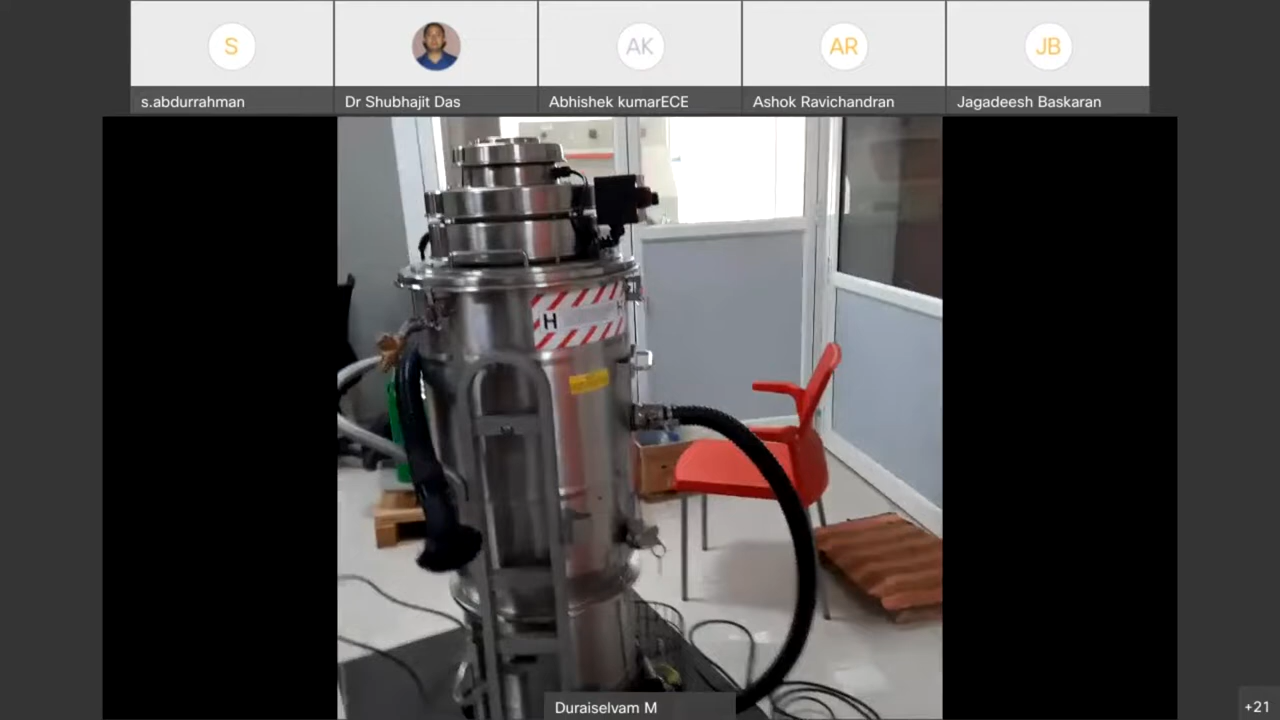 S
AK
AR
JB
s.abdurrahman
Dr Shubhajit Das
Abhishek kumarECE
Ashok Ravichandran
Jagadeesh Baskaran
H
Duraiselvam M
+21